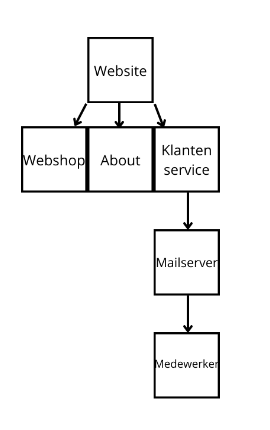 Website
Webshop
About
Klanten
service
Mailserver
Medewerker